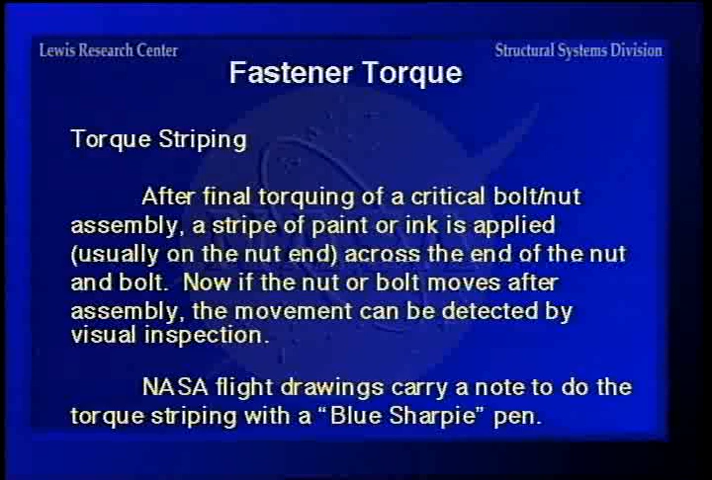 Lewis Research Center
Structural Systems Division
Fastener Torque
Torque Striping
After final torquing of a critical bolt/nut
assembly, a stripe of paint or ink is applied
(usually on the nut end) across the end of the nut
and bolt.  Now if the nut or bolt moves after
assembly, the movement can be detected by
visual inspection.
NASA flight drawings carry a note to do the
torque striping with a “Blue Sharpie” pen.